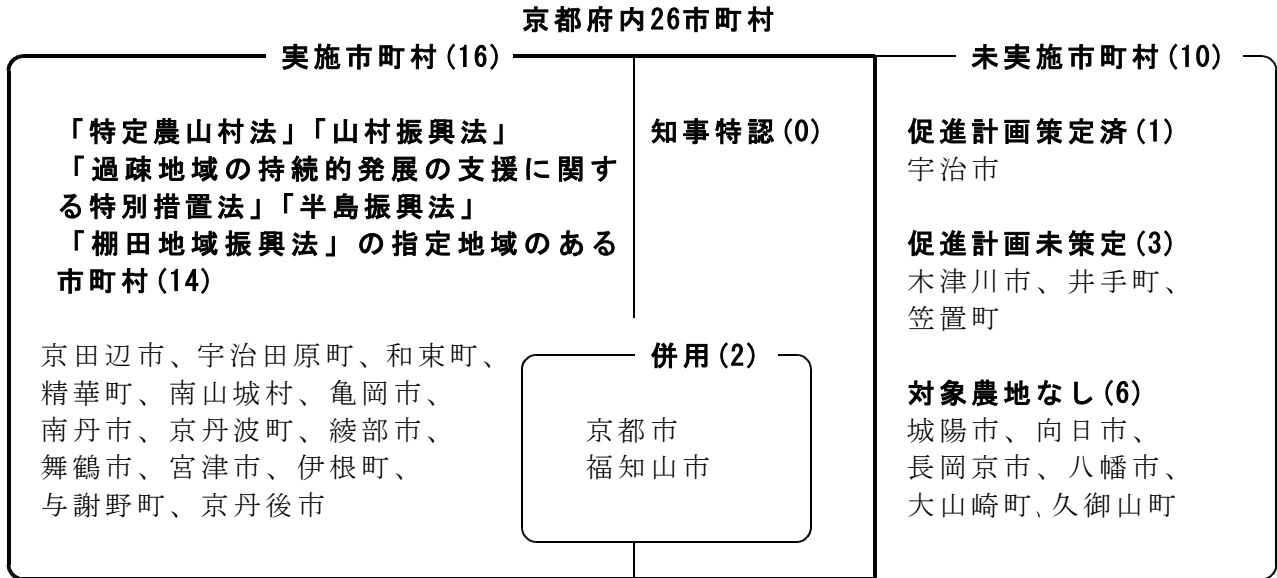 京都府内26市町村
実施市町村(16)
「特定農山村法」「山村振興法」
「過疎地域の持続的発展の支援に関す
る特別措置法」「半島振興法」
「棚田地域振興法」の指定地域のある
市町村(14)
京田辺市、宇治田原町、和束町、
精華町、南山城村、亀岡市、
南丹市、京丹波町、綾部市、
舞鶴市、宮津市、伊根町、
与謝野町、京丹後市
知事特認(0)
併用(2)
京都市
福知山市
未実施市町村(10)
促進計画策定済(1)
宇治市
促進計画未策定(3)
木津川市、井手町、
笠置町
対象農地なし(6)
城陽市、向日市、
長岡京市、八幡市、
大山崎町、久御山町